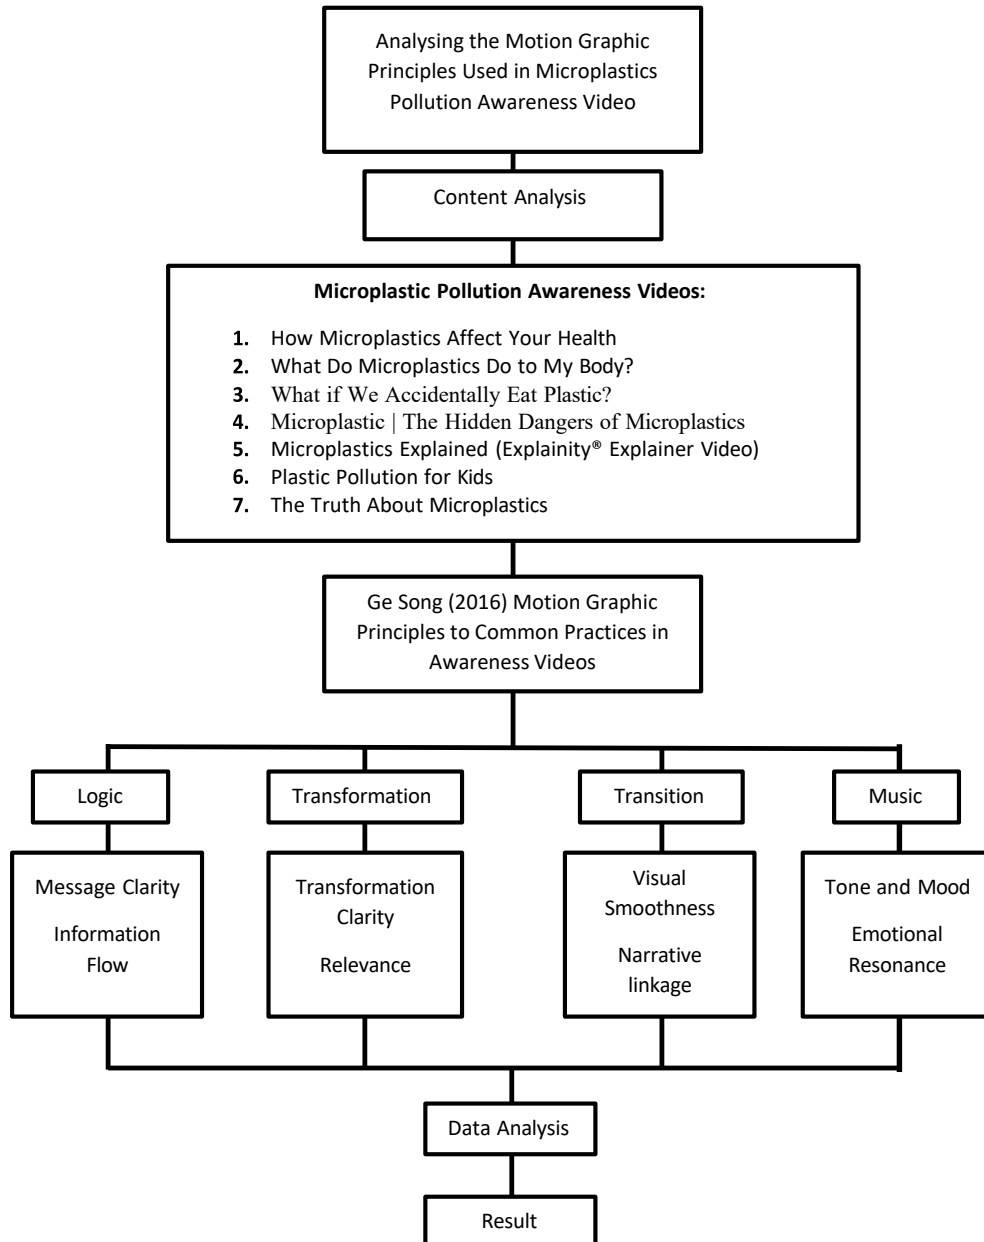 Analysing the Motion Graphic
Principles Used in Microplastics
Pollution Awareness Video
Content Analysis
Microplastic Pollution Awareness Videos:
1. How Microplastics Affect Your Health
2. What Do Microplastics Do to My Body?
3. What if We Accidentally Eat Plastic?
4. Microplastic | The Hidden Dangers of Microplastics
5. Microplastics Explained (Explainity® Explainer Video)
6. Plastic Pollution for Kids
7. The Truth About Microplastics
Ge Song (2016) Motion Graphic
Principles to Common Practices in
Awareness Videos
Logic
Transformation
Transition
Music
Message Clarity
Information
Flow
Transformation
Clarity
Relevance
Visual
Smoothness
Narrative
linkage
Tone and Mood
Emotional
Resonance
Data Analysis
Result